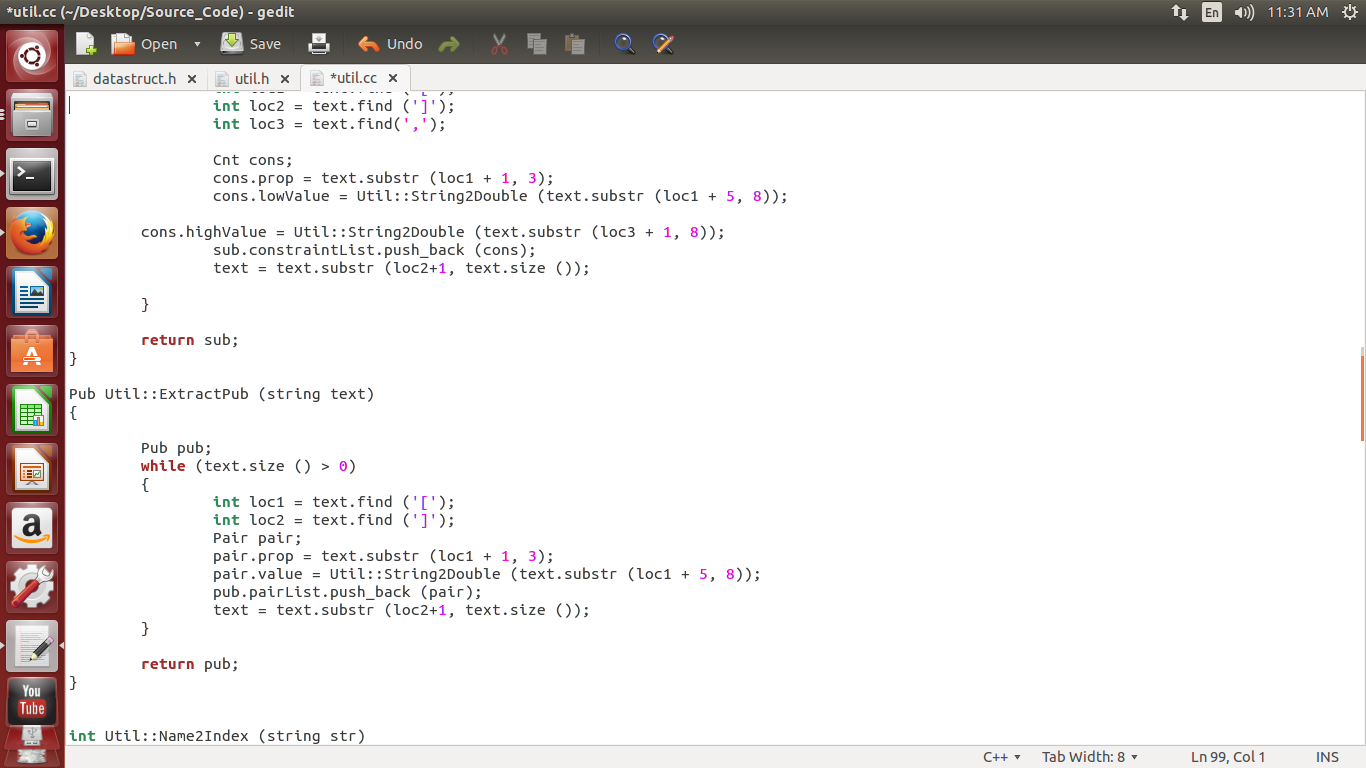 *util.cc (~/Desktop/Source_Code) - gedit
En
11:31 AM
Open
Save
Undo
datastruct.h
util.h
*util.cc
int loc2 = text.find (']');
int loc3 = text.find(',');
Cnt cons;
cons.prop = text.substr (loc1 + 1, 3);
cons.lowValue = Util::String2Double (text.substr (loc1 + 5, 8));
cons.highValue = Util::String2Double (text.substr (loc3 + 1, 8));
sub.constraintList.push_back (cons);
text = text.substr (loc2+1, text.size ());
}
return sub;
}
Pub Util::ExtractPub (string text)
{
Pub pub;
while (text.size () > 0)
{
int loc1 = text.find ('[');
int loc2 = text.find (']');
Pair pair;
pair.prop = text.substr (loc1 + 1, 3);
pair.value = Util::String2Double (text.substr (loc1 + 5, 8));
pub.pairList.push_back (pair);
text = text.substr (loc2+1, text.size ());
}
return pub;
}
int Util::Name2Index (string str)
You
Tube
C++
Tab Width: 8
Ln 99, Col 1
INS